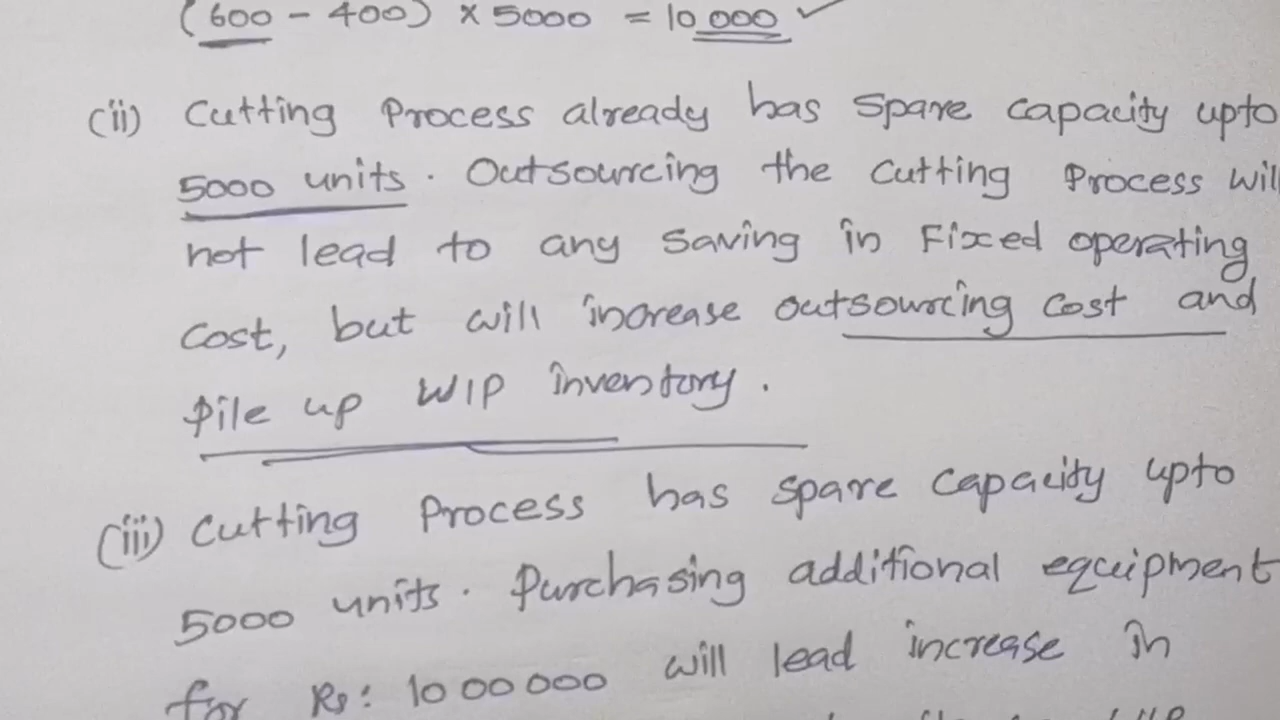 (600 - 400) × 5000 = 10 000 ✓
(ii) Cutting Process already has Spare capacity upto
5000 units. Outsourcing the Cutting Process will
not lead to any Saving in Fixed operating
Cost, but will increase outsourcing Cost and
pile up WIP inventory.
(iii) Cutting Process has spare capacity upto
5000 units. Purchasing additional equipment
for Rs: 10 00 000 will lead increase in